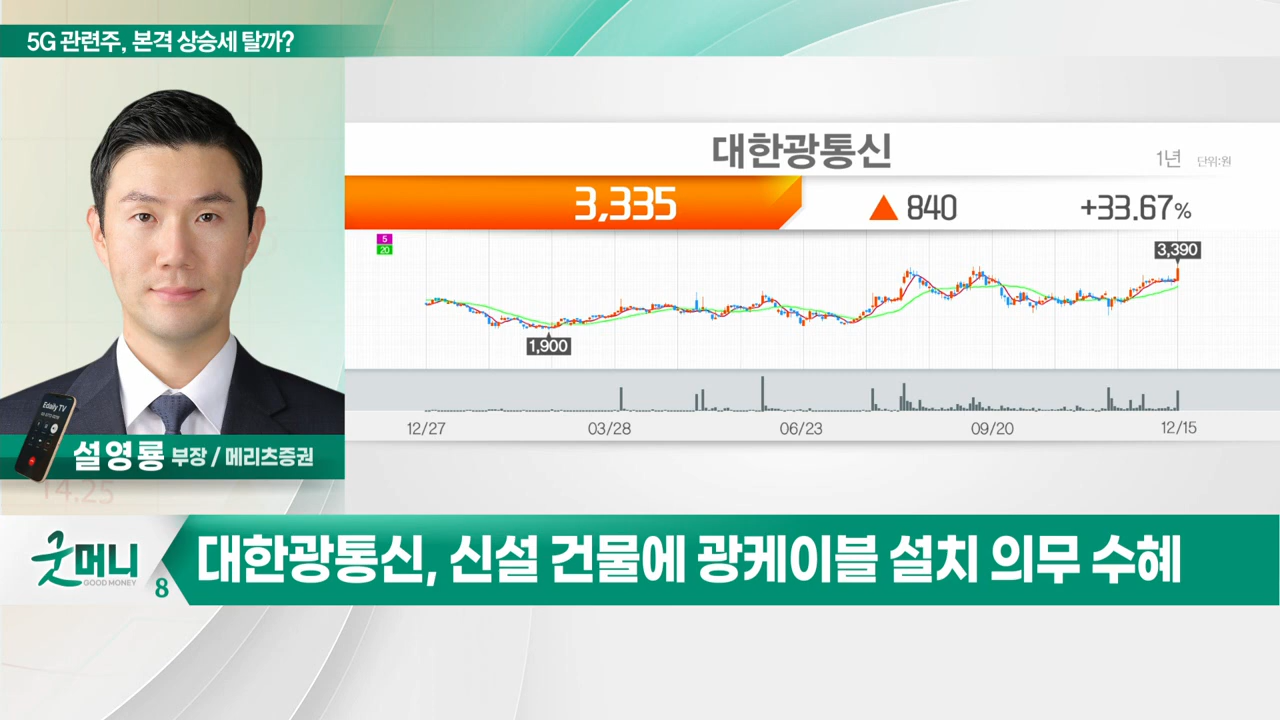 5G 관련주, 본격 상승세 탈까?
대한광통신
1년 단위:원
3,335 ▲ 840 +33.67%
5
20
3,390
1,900
12/27 03/28 06/23 09/20 12/15
Edaily TV
설영룡 부장 / 메리츠증권
14.25
굿머니
GOOD MONEY
8
대한광통신, 신설 건물에 광케이블 설치 의무 수혜